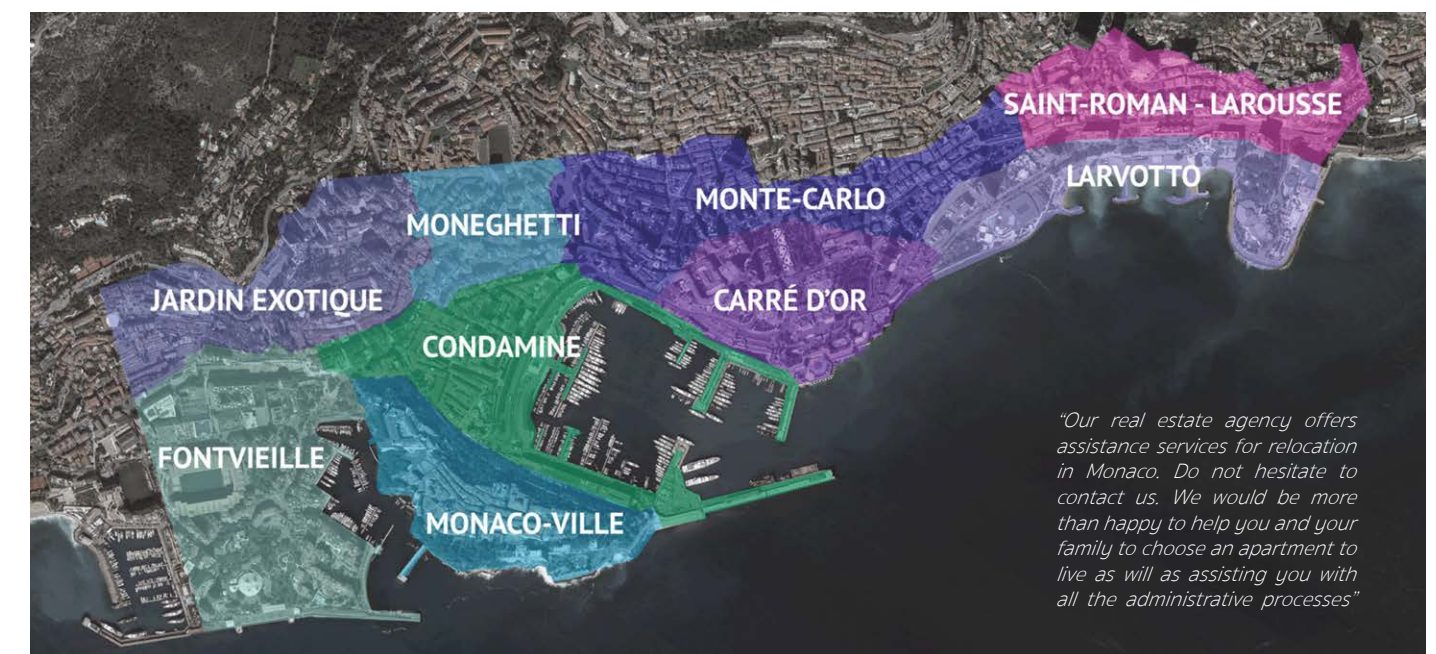 SAINT-ROMAN - LAROUSSE
LARVOTTO
MONTE-CARLO
MONEGHETTI
JARDIN EXOTIQUE
CARRÉ D'OR
CONDAMINE
FONTVIEILLE
MONACO-VILLE
“Our real estate agency offers
assistance services for relocation
in Monaco. Do not hesitate to
contact us. We would be more
than happy to help you and your
family to choose an apartment to
live as will as assisting you with
all the administrative processes”